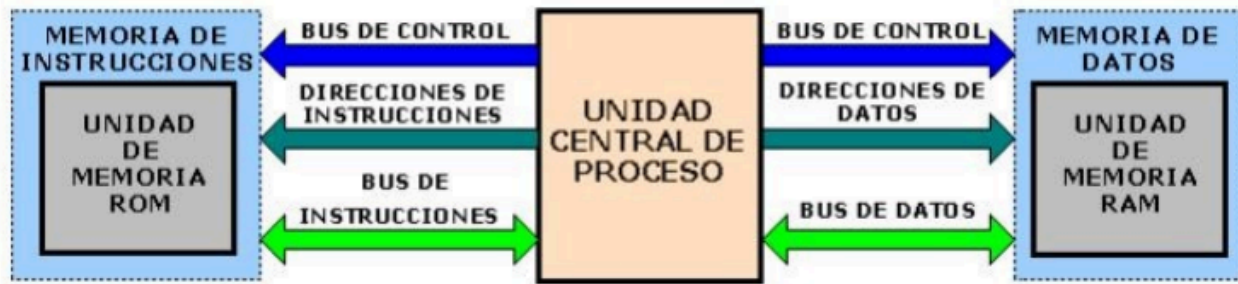 MEMORIA DE
INSTRUCCIONES
UNIDAD
DE
MEMORIA
ROM
BUS DE CONTROL
DIRECCIONES DE
INSTRUCCIONES
BUS DE
INSTRUCCIONES
UNIDAD
CENTRAL DE
PROCESO
BUS DE CONTROL
DIRECCIONES DE
DATOS
BUS DE DATOS
MEMORIA DE
DATOS
UNIDAD
DE
MEMORIA
RAM